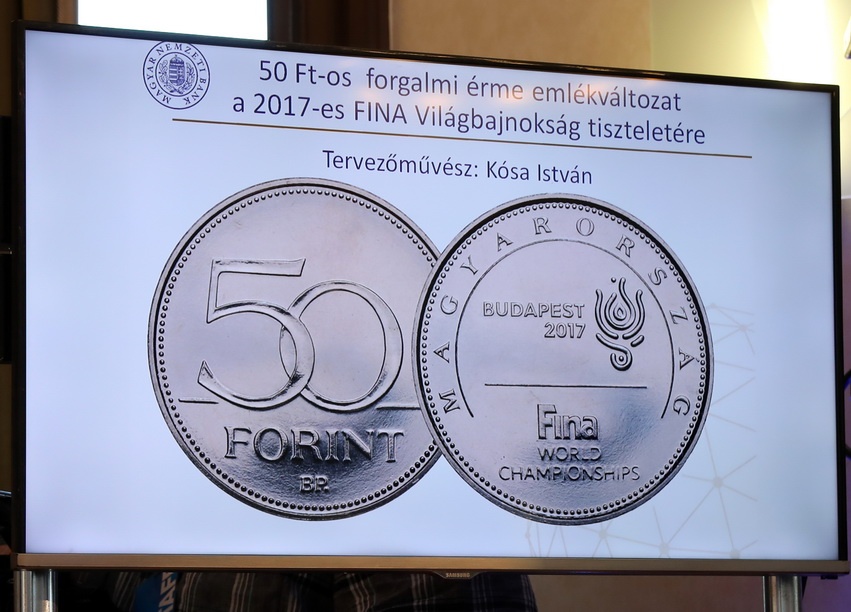 MAGYAR NEMZETI BANK
50 Ft-os forgalmi érme emlékváltozat
a 2017-es FINA Világbajnokság tiszteletére
Tervezőművész: Kósa István
50
FORINT
BP.
MAGYARORSZÁG
BUDAPEST
2017
Fina
WORLD
CHAMPIONSHIPS
SAMSUNG